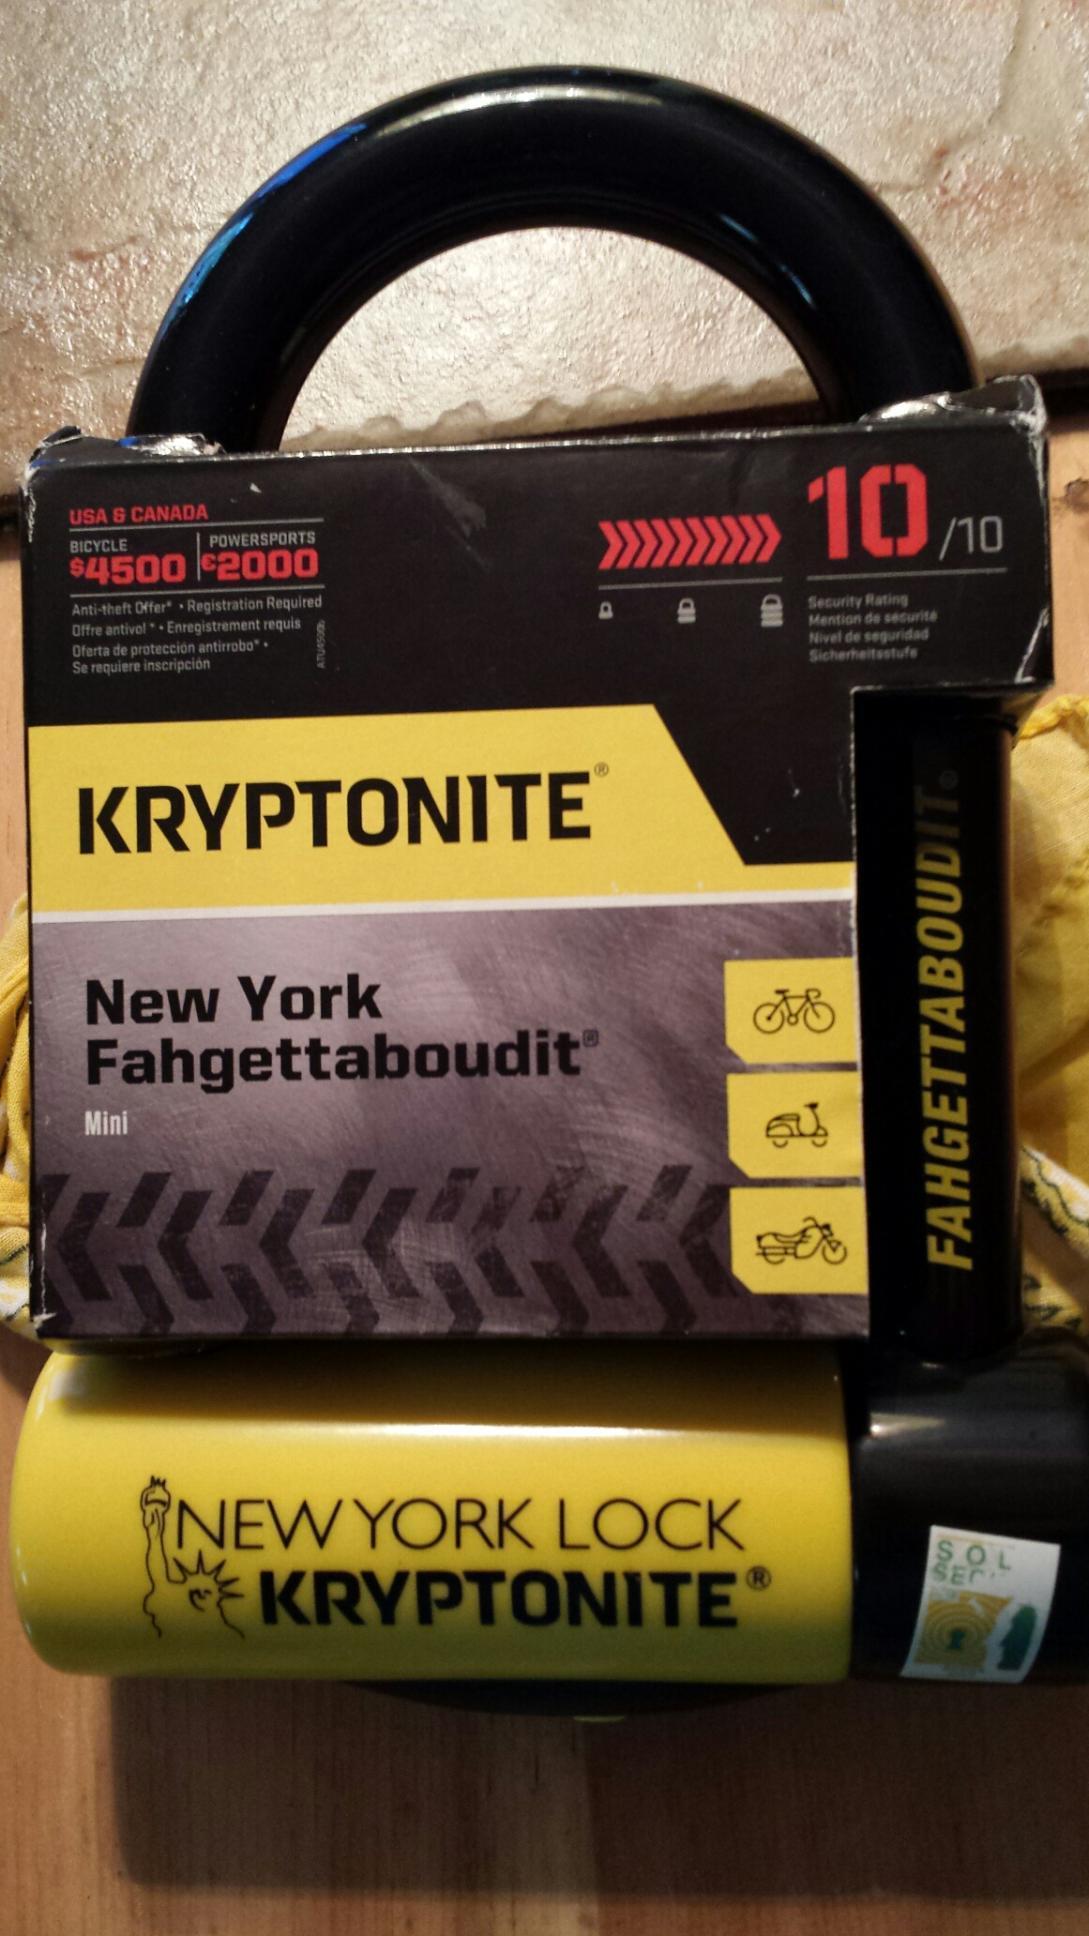 USA & CANADA
BICYCLE
$4500
POWERSPORTS
€2000
Anti-theft Offer* • Registration Required
Offre antivol * • Enregistrement requis
Oferta de protección antirrobo* •
Se requiere inscripción
10/10
Security Rating
Mention de sécurité
Nivel de seguridad
Sicherheitsstufe
KRYPTONITE®
New York
Fahgettaboudit®
Mini
FAHGETTABOUDIT.®
NEW YORK LOCK
KRYPTONITE®
SOL